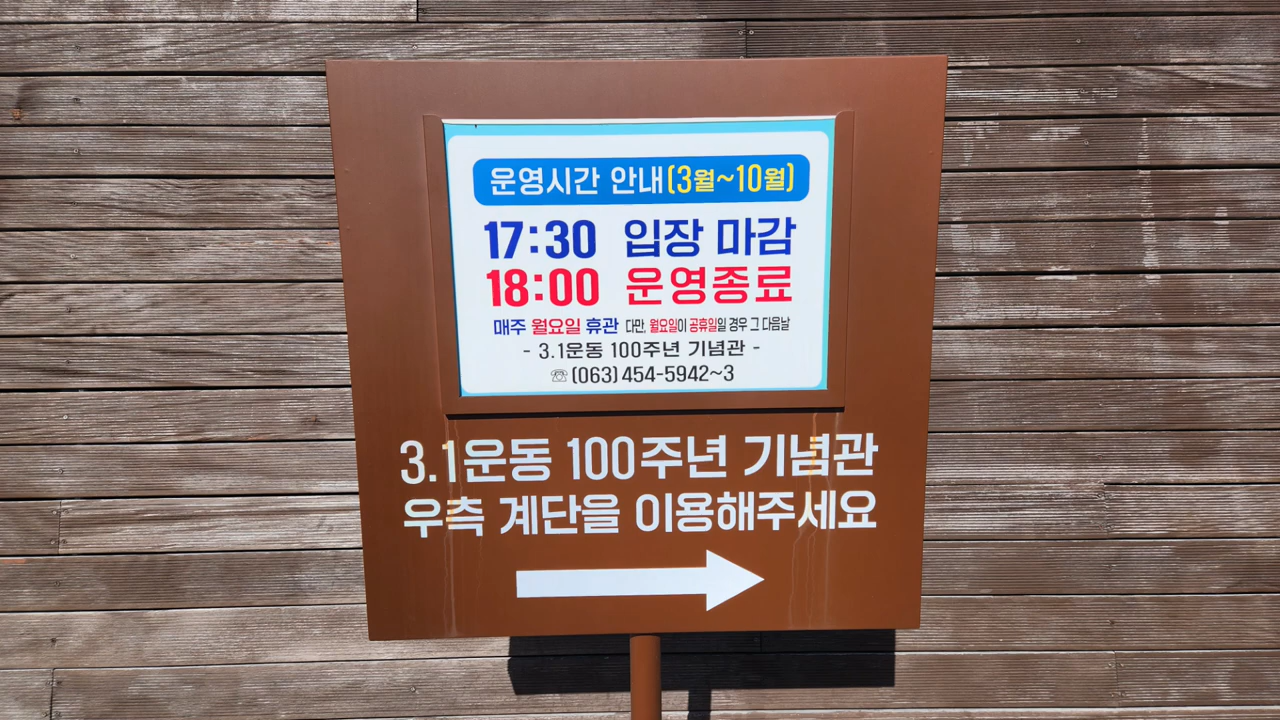 운영시간 안내(3월~10월)
17:30 입장 마감
18:00 운영종료
매주 월요일 휴관 다만, 월요일이 공휴일일 경우 그 다음날
- 3.1운동 100주년 기념관 -
☏ (063) 454-5942~3
3.1운동 100주년 기념관
우측 계단을 이용해주세요